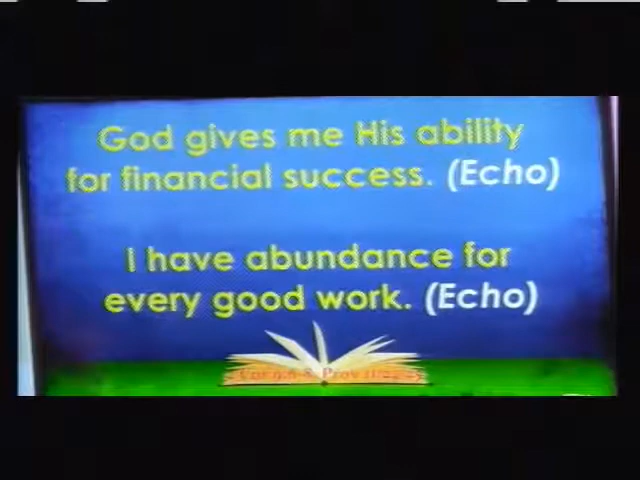 God gives me His ability
for financial success. (Echo)
I have abundance for
every good work. (Echo)